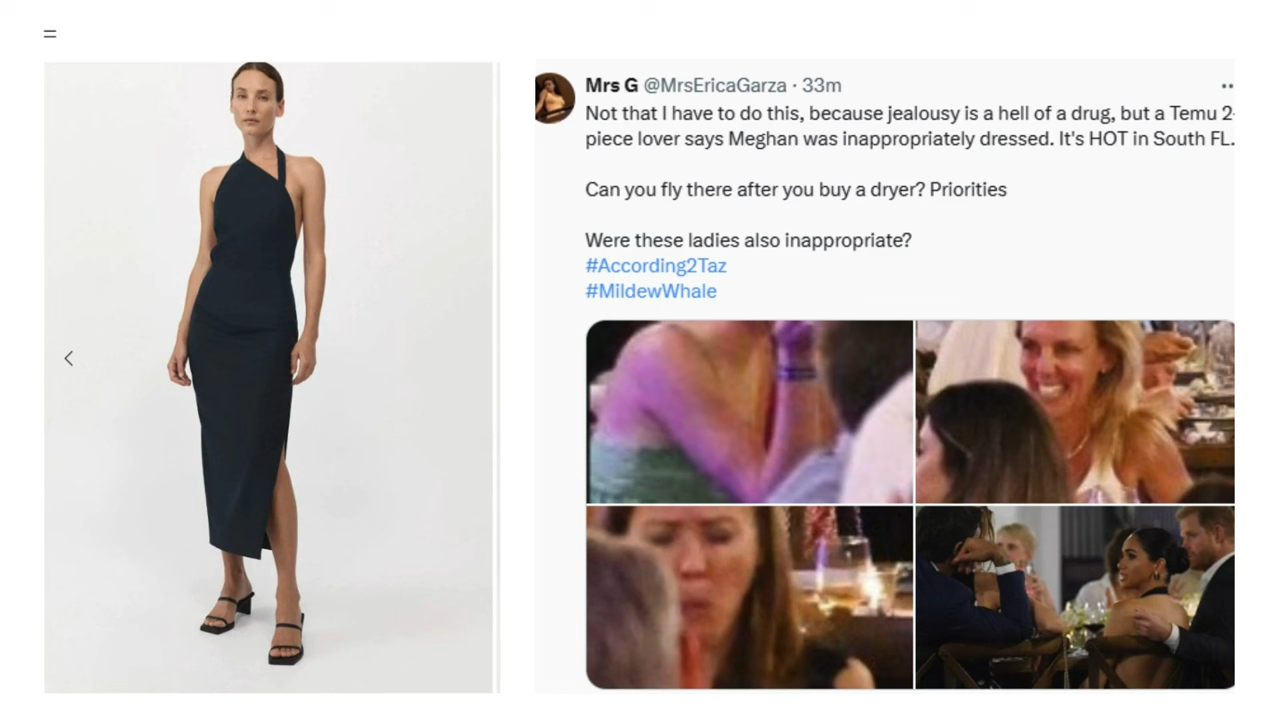 Mrs G @MrsEricaGarza · 33m
Not that I have to do this, because jealousy is a hell of a drug, but a Temu 2-
piece lover says Meghan was inappropriately dressed. It's HOT in South FL.
Can you fly there after you buy a dryer? Priorities
Were these ladies also inappropriate?
#According2Taz
#MildewWhale